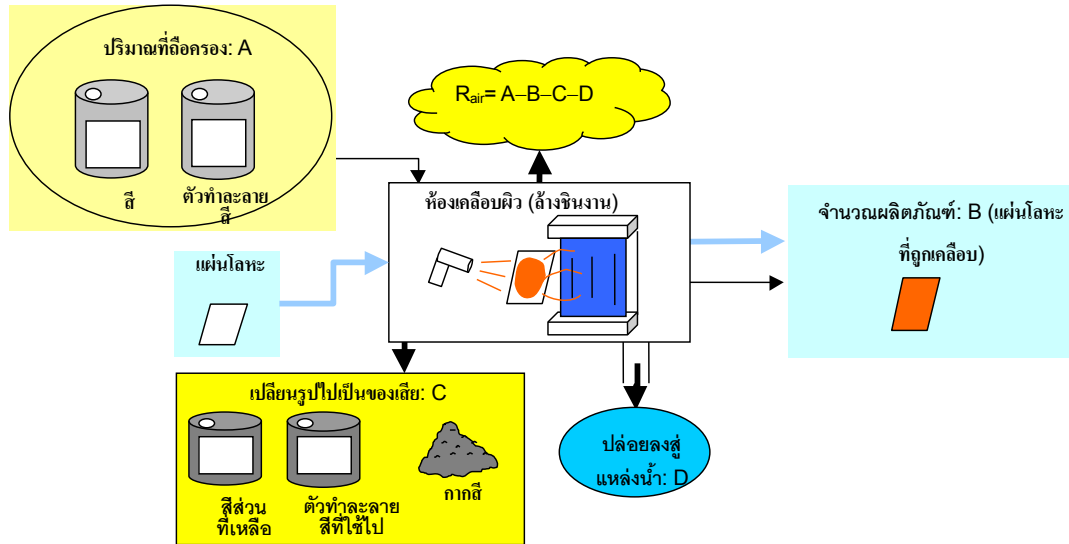 ปริมาณที่ถือครอง: A
สี
ตัวทำละลาย
สี
Rair= A–B–C–D
ห้องเคลือบผิว (ล้างชิ้นงาน)
แผ่นโลหะ
จำนวณผลิตภัณฑ์: B (แผ่นโลหะ
ที่ถูกเคลือบ)
เปลี่ยนรูปไปเป็นของเสีย: C
สีส่วน
ที่เหลือ
ตัวทำละลาย
สีที่ใช้ไป
กากสี
ปล่อยลงสู่
แหล่งน้ำ: D